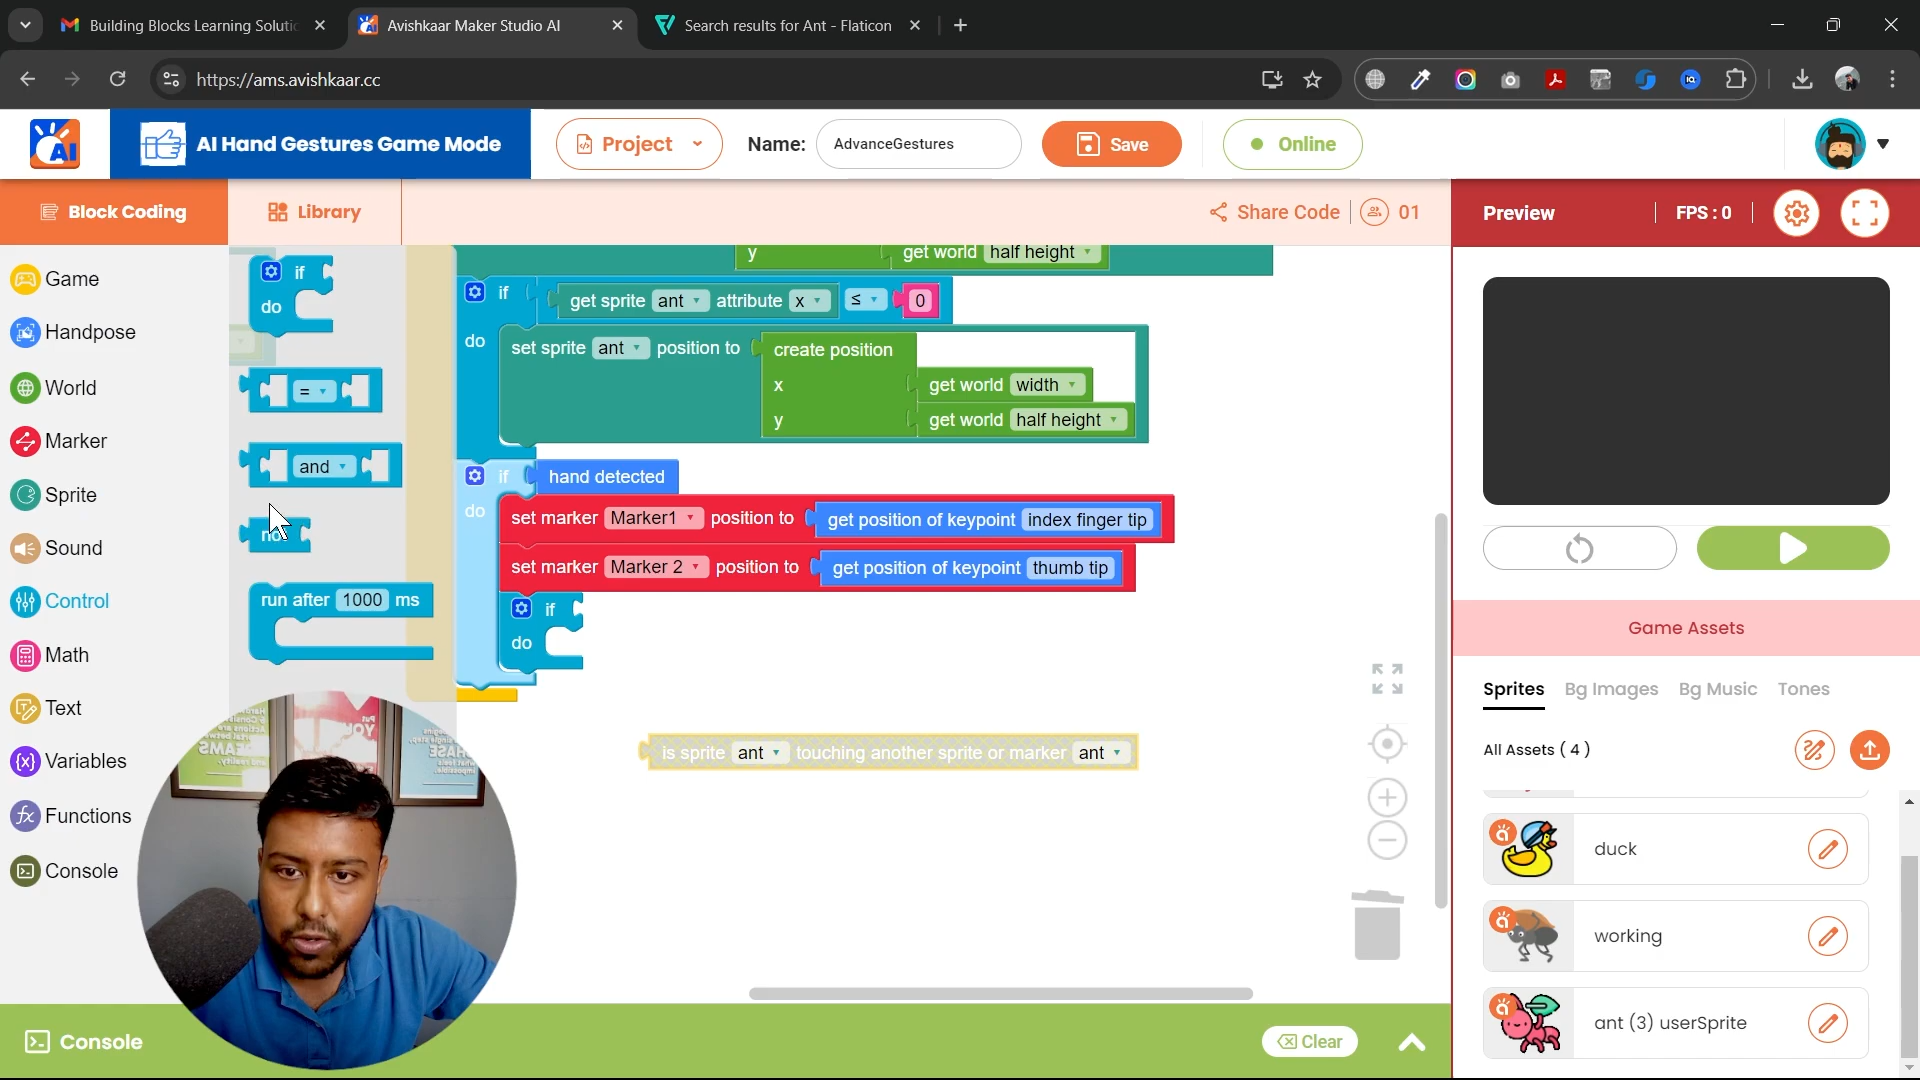 Building Blocks Learning Soluti
Avishkaar Maker Studio AI
Search results for Ant - Flaticon
https://ams.avishkaar.cc
AI
AI Hand Gestures Game Mode
Project
Name:
AdvanceGestures
Save
Online
Block Coding
Library
Share Code
01
Preview
FPS : 0
Game
Handpose
World
Marker
Sprite
Sound
Control
Math
Text
Variables
Functions
Console
if
do
=
and
run after 1000 ms
y get world half height
if get sprite ant attribute x ≤ 0
do set sprite ant position to create position
x get world width
y get world half height
if hand detected
do set marker Marker1 position to get position of keypoint index finger tip
set marker Marker 2 position to get position of keypoint thumb tip
if
do
is sprite ant touching another sprite or marker ant
Game Assets
Sprites Bg Images Bg Music Tones
All Assets ( 4 )
duck
working
ant (3) userSprite
Console
Clear